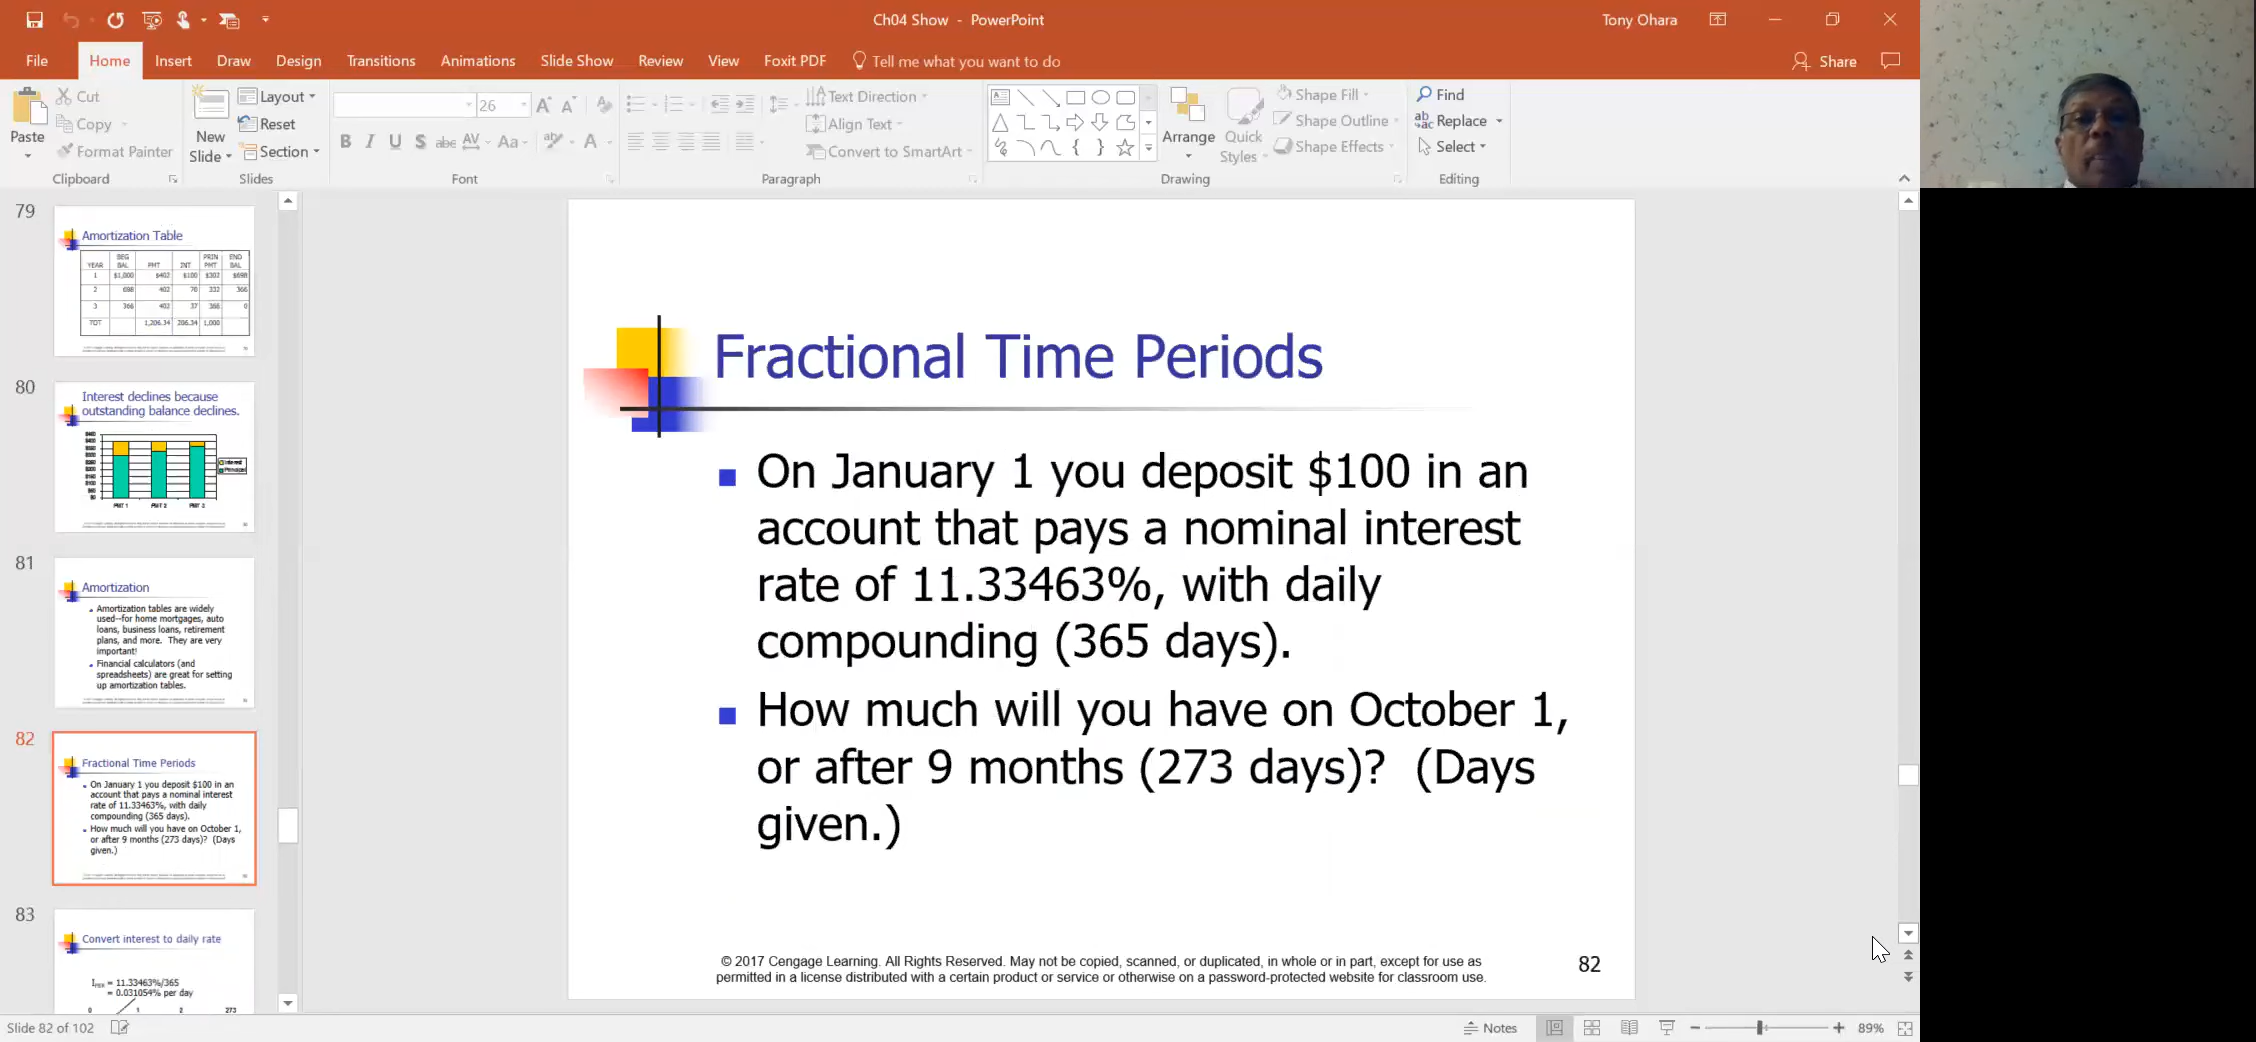 Ch04 Show - PowerPoint
Tony Ohara
File Home Insert Draw Design Transitions Animations Slide Show Review View Foxit PDF Tell me what you want to do
Share
Paste
Cut
Copy
Format Painter
Clipboard
New
Slide
Layout
Reset
Section
Slides
26
B I U S abc AV Aa A
Font
Text Direction
Align Text
Convert to SmartArt
Paragraph
Arrange
Quick
Styles
Shape Fill
Shape Outline
Shape Effects
Drawing
Find
Replace
Select
Editing
79
Amortization Table
BEG PRIN END
YEAR BAL PMT INT PMT BAL
1 $1,000 $402 $100 $302 $698
2 698 402 70 332 366
3 366 402 37 366 0
TOT 1,206.34 206.34 1,000
80
Interest declines because
outstanding balance declines.
PMT 1 PMT 2 PMT 3
81
Amortization
Amortization tables are widely
used--for home mortgages, auto
loans, business loans, retirement
plans, and more. They are very
important!
Financial calculators (and
spreadsheets) are great for setting
up amortization tables.
82
Fractional Time Periods
On January 1 you deposit $100 in an
account that pays a nominal interest
rate of 11.33463%, with daily
compounding (365 days).
How much will you have on October 1,
or after 9 months (273 days)? (Days
given.)
83
Convert interest to daily rate
IPER = 11.33463%/365
= 0.031054% per day
0 1 2 273
Fractional Time Periods
On January 1 you deposit $100 in an
account that pays a nominal interest
rate of 11.33463%, with daily
compounding (365 days).
How much will you have on October 1,
or after 9 months (273 days)? (Days
given.)
© 2017 Cengage Learning. All Rights Reserved. May not be copied, scanned, or duplicated, in whole or in part, except for use as
permitted in a license distributed with a certain product or service or otherwise on a password-protected website for classroom use.
82
Slide 82 of 102
Notes
89%